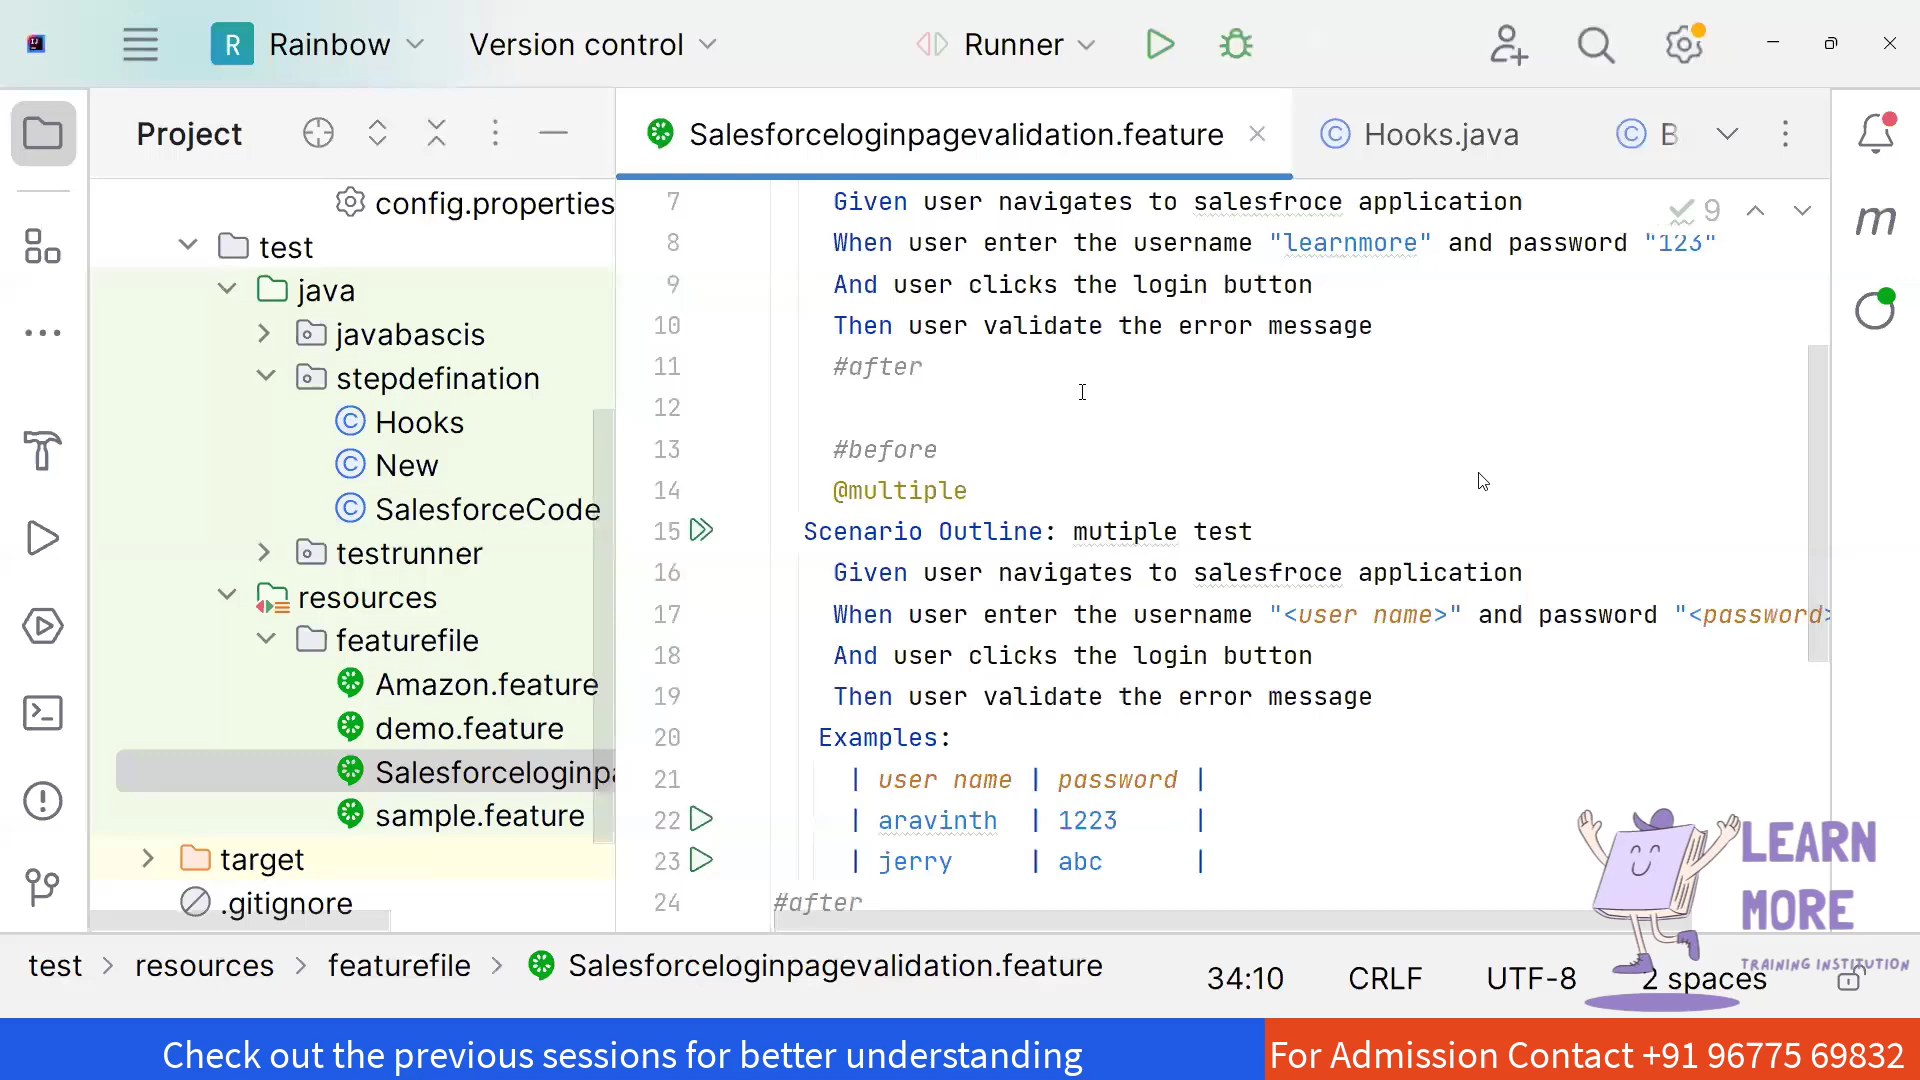 R Rainbow Version control Runner
Project
Salesforceloginpagevalidation.feature Hooks.java
config.properties
test
java
javabascis
stepdefination
Hooks
New
SalesforceCode
testrunner
resources
featurefile
Amazon.feature
demo.feature
Salesforceloginpa
sample.feature
target
.gitignore
9
m
7 Given user navigates to salesfroce application
8 When user enter the username "learnmore" and password "123"
9 And user clicks the login button
10 Then user validate the error message
11 #after
12
13 #before
14 @multiple
15 Scenario Outline: mutiple test
16 Given user navigates to salesfroce application
17 When user enter the username "<user name>" and password "<password>
18 And user clicks the login button
19 Then user validate the error message
20 Examples:
21 | user name | password |
22 | aravinth | 1223 |
23 | jerry | abc |
24 #after
LEARN
MORE
TRAINING INSTITUTION
test > resources > featurefile > Salesforceloginpagevalidation.feature
34:10 CRLF UTF-8 2 spaces
Check out the previous sessions for better understanding
For Admission Contact +91 96775 69832